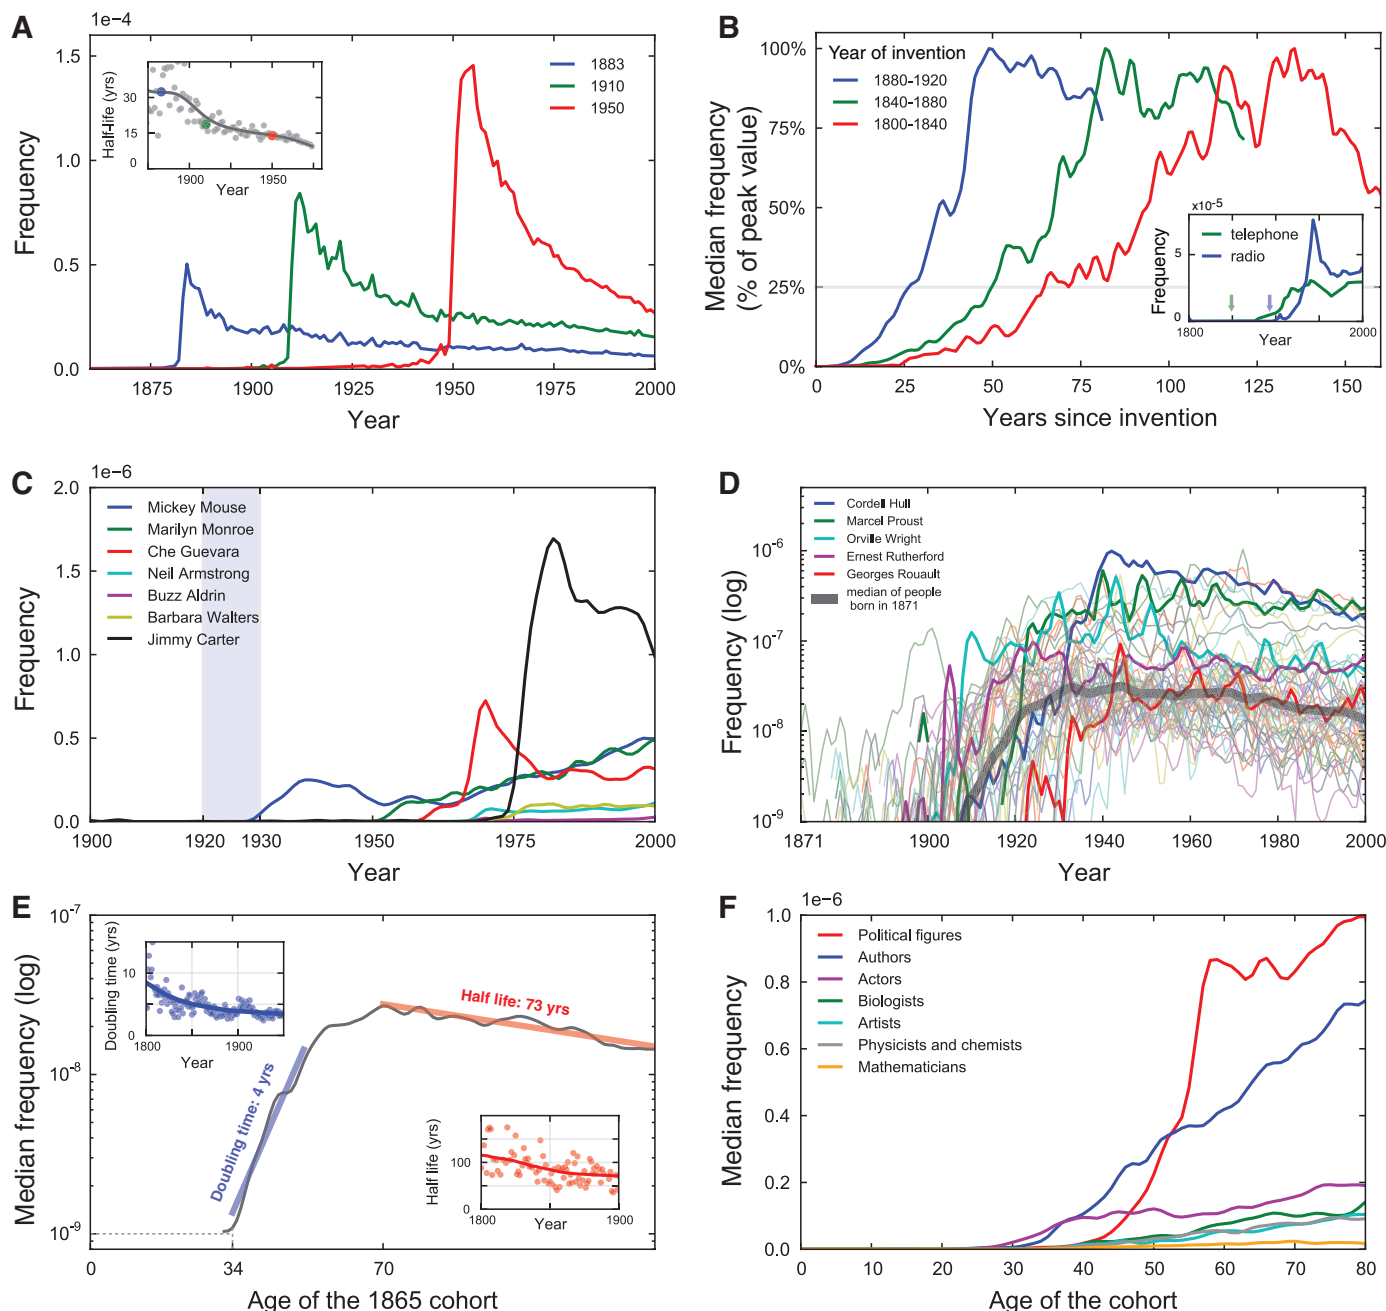 A
1e−4
1.5
1.0
0.5
0.0
Frequency
1875
1900
1925
1950
1975
2000
Year
1883
1910
1950
Half-life (yrs)
30
15
0
1900
1950
Year
B
100%
75%
50%
25%
0%
Median frequency
(% of peak value)
Year of invention
1880-1920
1840-1880
1800-1840
0
25
50
75
100
125
150
Years since invention
x10-5
Frequency
5
0
telephone
radio
1800
2000
Year
C
1e−6
2.0
1.5
1.0
0.5
0.0
Frequency
Mickey Mouse
Marilyn Monroe
Che Guevara
Neil Armstrong
Buzz Aldrin
Barbara Walters
Jimmy Carter
1900
1920
1930
1950
1975
2000
Year
D
Cordell Hull
Marcel Proust
Orville Wright
Ernest Rutherford
Georges Rouault
median of people
born in 1871
Frequency (log)
10-6
10-7
10-8
10-9
1871
1900
1920
1940
1960
1980
2000
Year
E
10-7
10-8
10-9
Median frequency (log)
Doubling time (yrs)
10
0
1800
1900
Year
Doubling time: 4 yrs
Half life: 73 yrs
Half life (yrs)
100
0
1800
1900
Year
0
34
70
Age of the 1865 cohort
F
1e−6
1.0
0.8
0.6
0.4
0.2
0.0
Median frequency
Political figures
Authors
Actors
Biologists
Artists
Physicists and chemists
Mathematicians
0
10
20
30
40
50
60
70
80
Age of the cohort